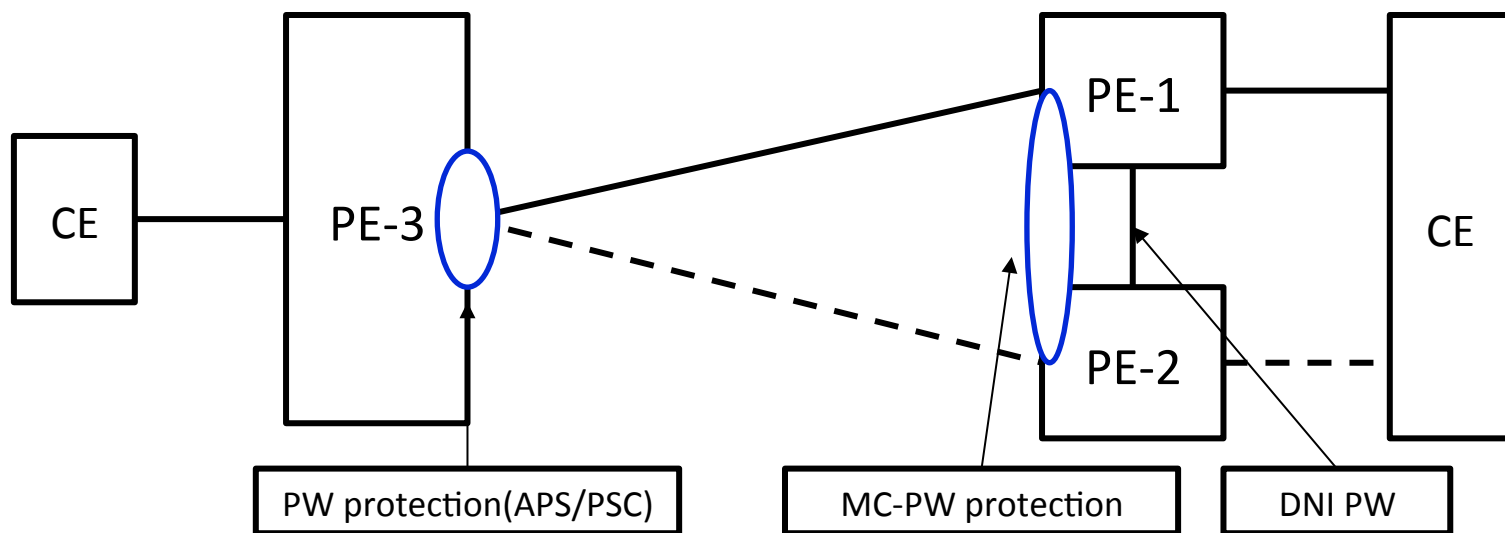 PE-1
CE
PE-3
CE
PE-2
PW protection(APS/PSC)
MC-PW protection
DNI PW